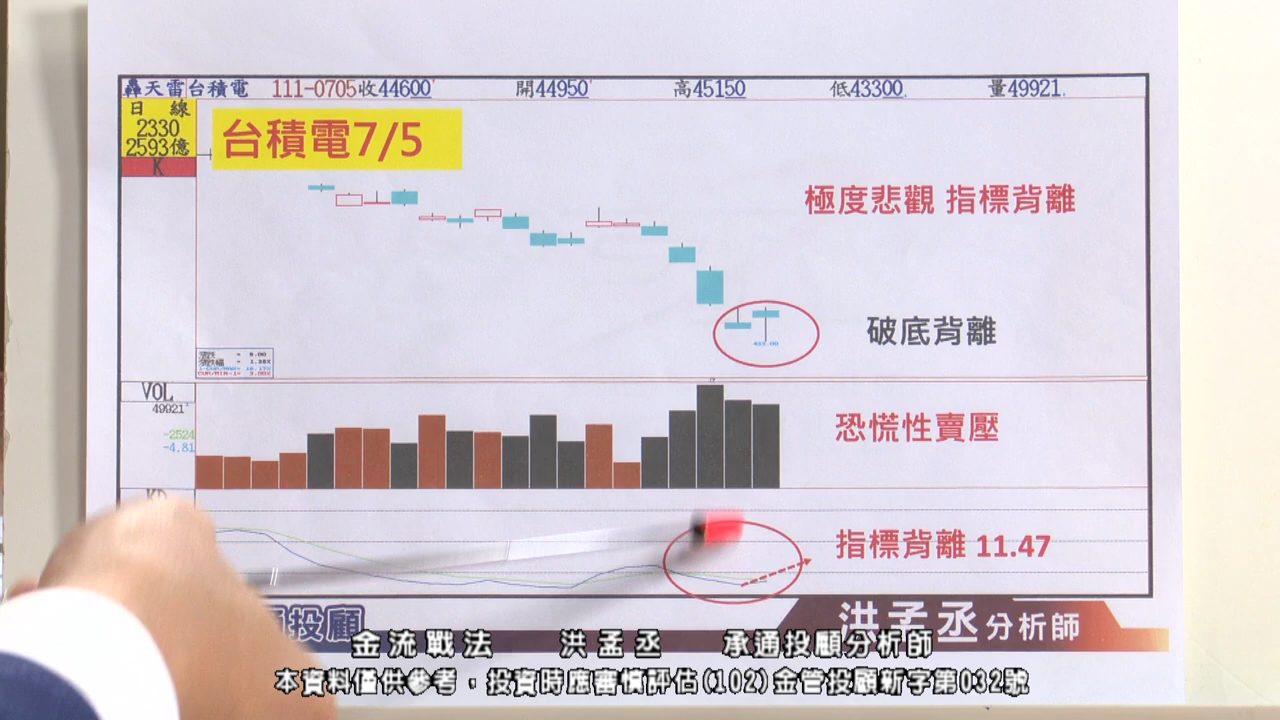 轟天雷台積電 111-0705收44600' 開44950' 高45150 低43300. 量49921.
日 線
2330
2593億
K
台積電7/5
極度悲觀 指標背離
破底背離
VOL
49921'
-2524
-4.81
恐慌性賣壓
KD
指標背離 11.47
投顧
洪孟丞分析師
金流戰法 洪孟丞 承通投顧分析師
本資料僅供參考，投資時應審慎評估(102)金管投顧新字第032號